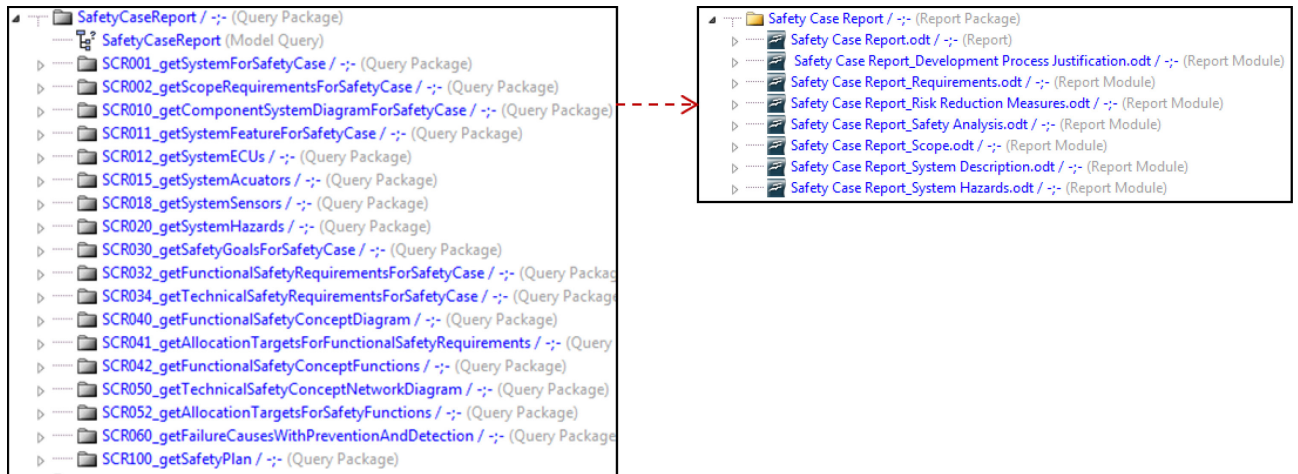 SafetyCaseReport / -;- (Query Package)
SafetyCaseReport (Model Query)
SCR001_getSystemForSafetyCase / -;- (Query Package)
SCR002_getScopeRequirementsForSafetyCase / -;- (Query Package)
SCR010_getComponentSystemDiagramForSafetyCase / -;- (Query Package)
SCR011_getSystemFeatureForSafetyCase / -;- (Query Package)
SCR012_getSystemECUs / -;- (Query Package)
SCR015_getSystemAcuators / -;- (Query Package)
SCR018_getSystemSensors / -;- (Query Package)
SCR020_getSystemHazards / -;- (Query Package)
SCR030_getSafetyGoalsForSafetyCase / -;- (Query Package)
SCR032_getFunctionalSafetyRequirementsForSafetyCase / -;- (Query Packag
SCR034_getTechnicalSafetyRequirementsForSafetyCase / -;- (Query Package
SCR040_getFunctionalSafetyConceptDiagram / -;- (Query Package)
SCR041_getAllocationTargetsForFunctionalSafetyRequirements / -;- (Query
SCR042_getFunctionalSafetyConceptFunctions / -;- (Query Package)
SCR050_getTechnicalSafetyConceptNetworkDiagram / -;- (Query Package)
SCR052_getAllocationTargetsForSafetyFunctions / -;- (Query Package)
SCR060_getFailureCausesWithPreventionAndDetection / -;- (Query Package
SCR100_getSafetyPlan / -;- (Query Package)
Safety Case Report / -;- (Report Package)
Safety Case Report.odt / -;- (Report)
Safety Case Report_Development Process Justification.odt / -;- (Report Module)
Safety Case Report_Requirements.odt / -;- (Report Module)
Safety Case Report_Risk Reduction Measures.odt / -;- (Report Module)
Safety Case Report_Safety Analysis.odt / -;- (Report Module)
Safety Case Report_Scope.odt / -;- (Report Module)
Safety Case Report_System Description.odt / -;- (Report Module)
Safety Case Report_System Hazards.odt / -;- (Report Module)